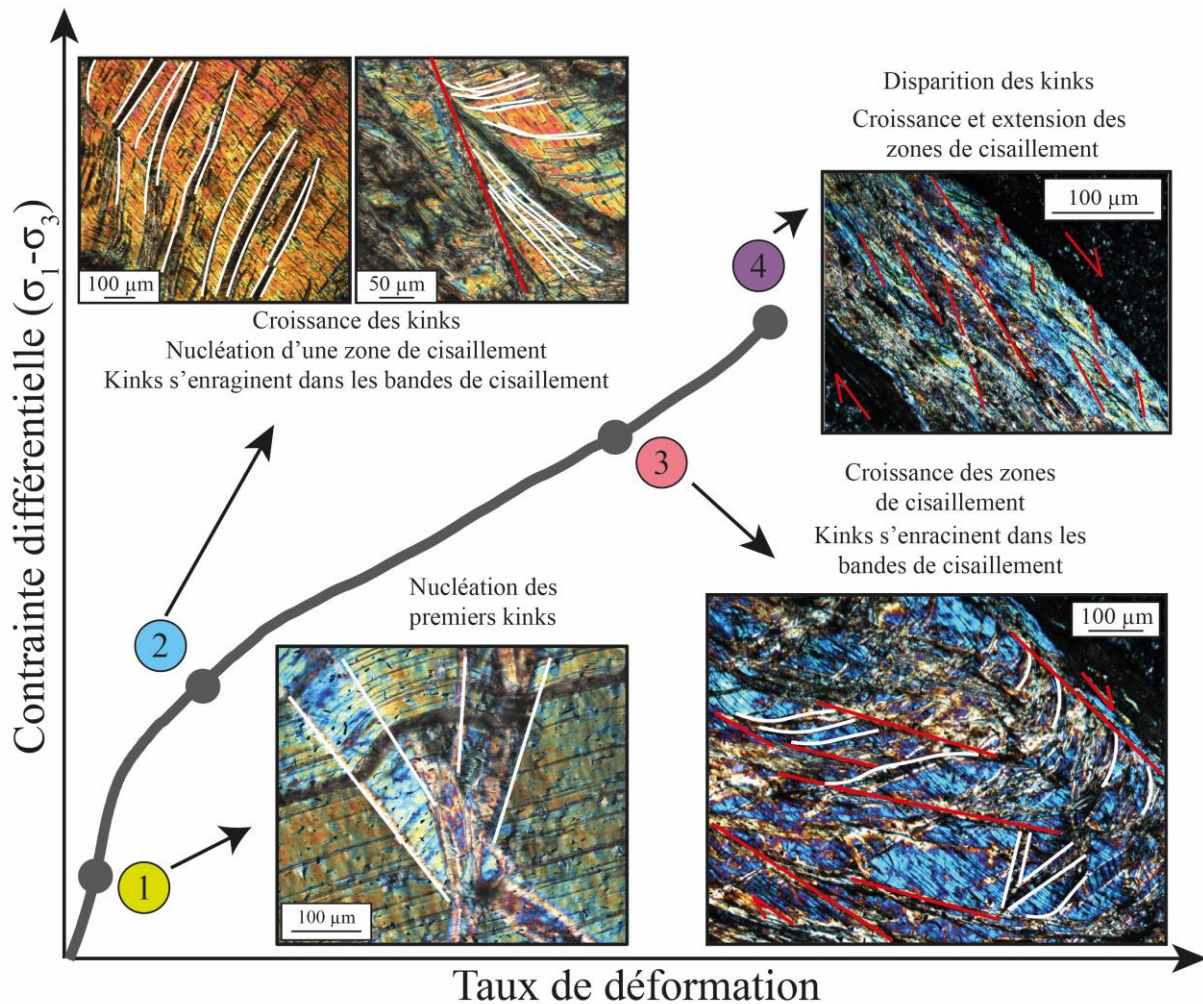 Contrainte différentielle (σ₁-σ₃)
100 µm
50 µm
Croissance des kinks
Nucléation d’une zone de cisaillement
Kinks s’enraginent dans les bandes de cisaillement
Disparition des kinks
Croissance et extension des
zones de cisaillement
100 µm
4
3
2
1
Croissance des zones
de cisaillement
Kinks s’enracinent dans les
bandes de cisaillement
100 µm
Nucléation des
premiers kinks
100 µm
Taux de déformation